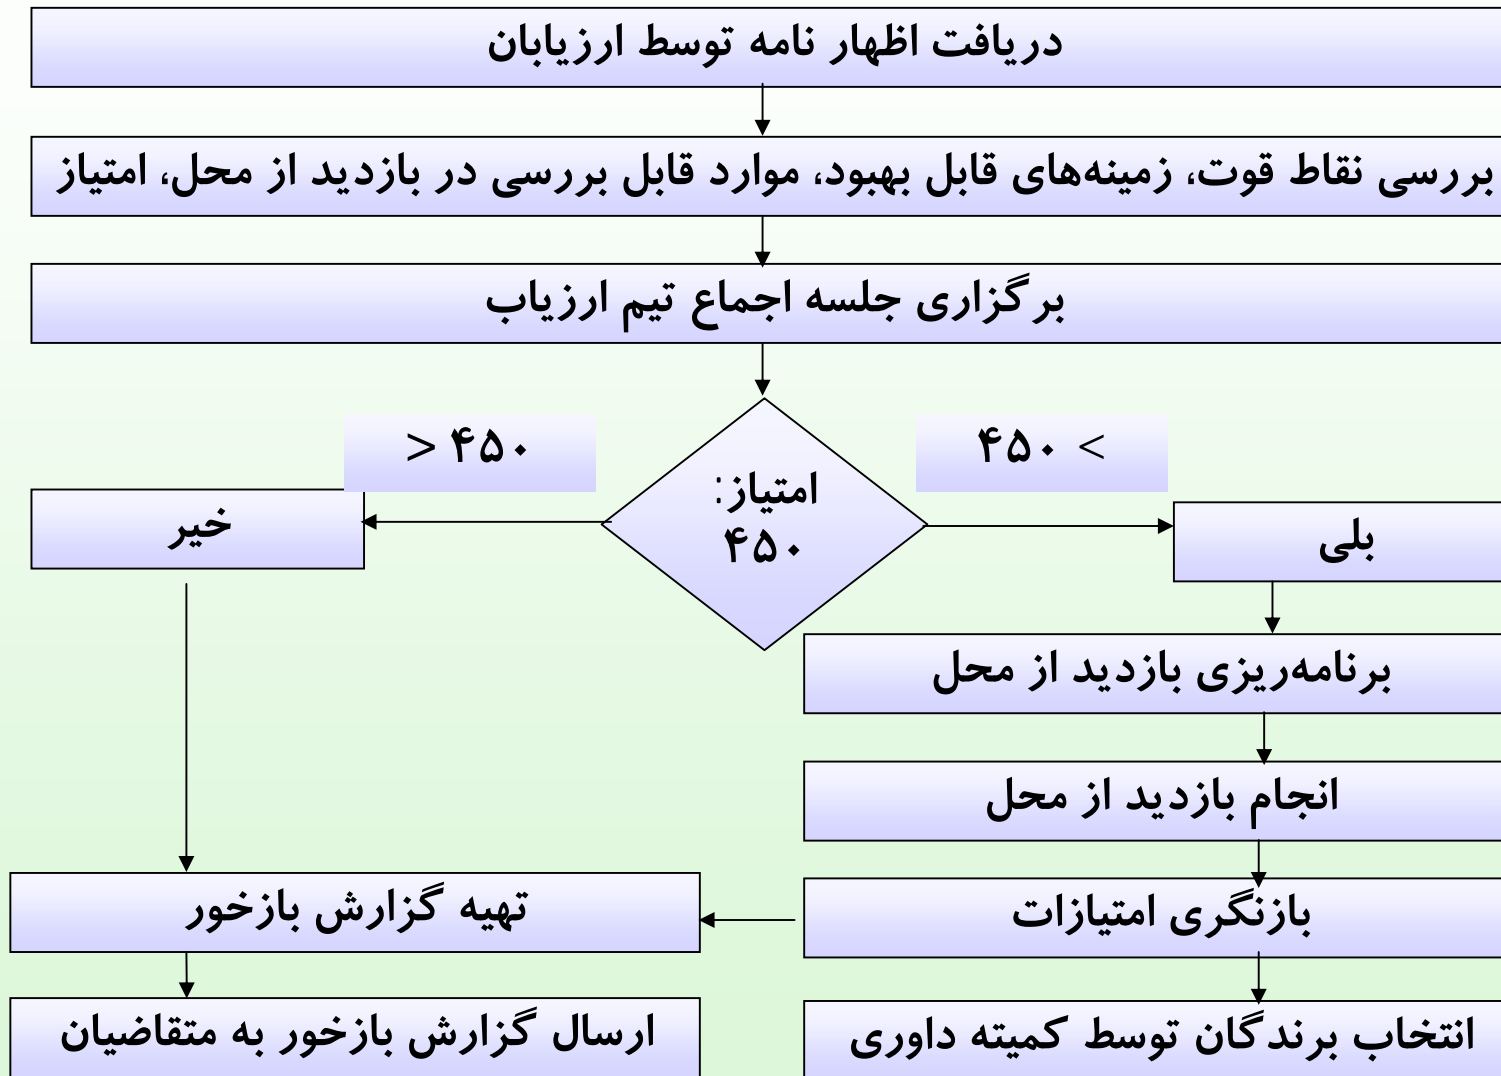 دریافت اظهار نامه توسط ارزیابان
بررسی نقاط قوت، زمینه‌های قابل بهبود، موارد قابل بررسی در بازدید از محل، امتیاز
برگزاری جلسه اجماع تیم ارزیاب
۴۵۰ <
> ۴۵۰
امتیاز:
۴۵۰
بلی
خیر
برنامه‌ریزی بازدید از محل
انجام بازدید از محل
بازنگری امتیازات
تهیه گزارش بازخور
انتخاب برندگان توسط کمیته داوری
ارسال گزارش بازخور به متقاضیان